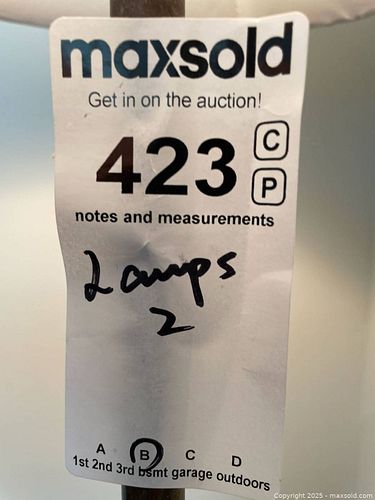 maxsold
Get in on the auction!
423
C
P
notes and measurements
Lamps
2
A B C D
1st 2nd 3rd bsmt garage outdoors
Copyright 2025 - maxsold.com